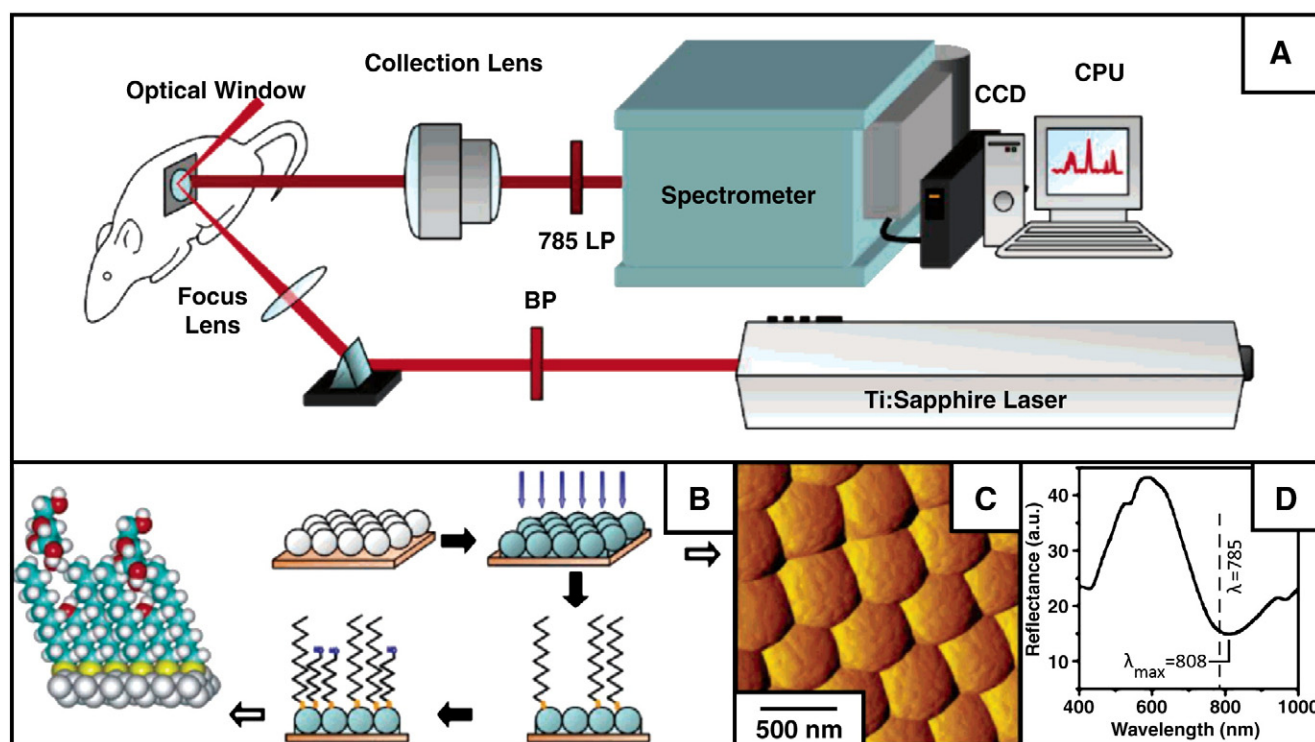 A
Optical Window
Collection Lens
CCD
CPU
Spectrometer
785 LP
Focus
Lens
BP
Ti:Sapphire Laser
B
C
500 nm
D
Reflectance (a.u.)
40
30
20
10
λ=785
λmax=808
400
600
800
1000
Wavelength (nm)